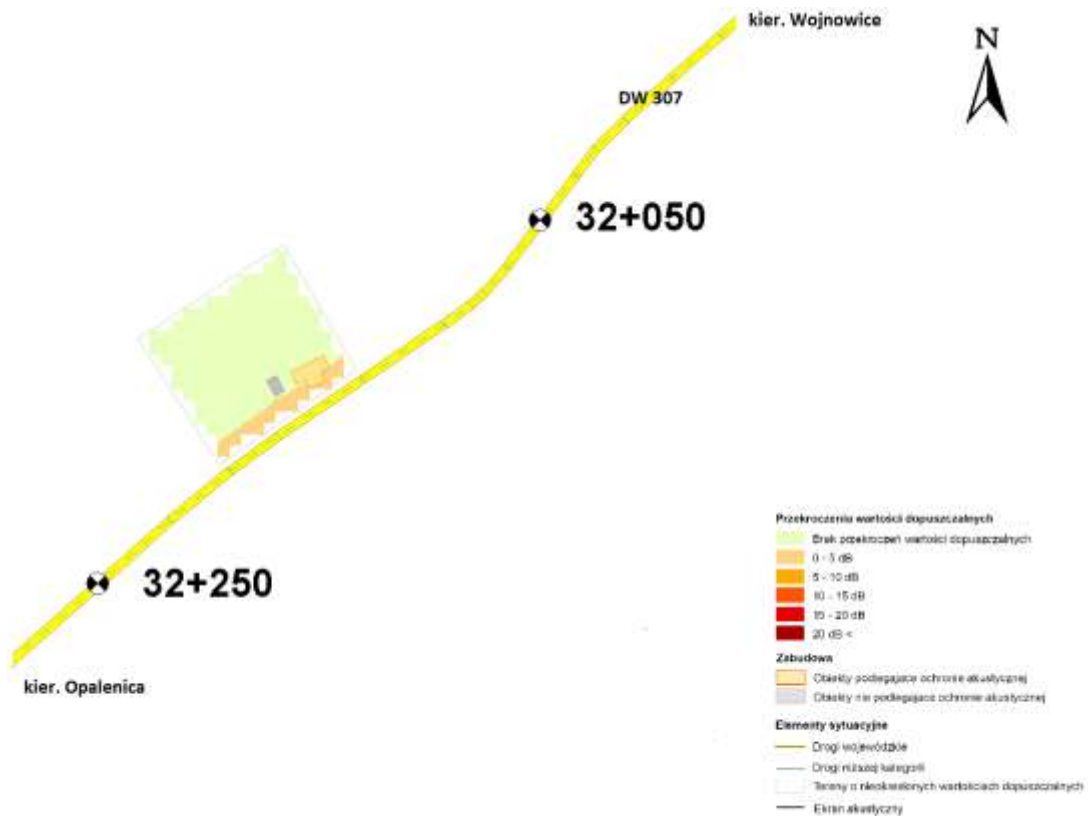 kier. Wojnowice
N
DW 307
32+050
32+250
kier. Opalenica
Przekroczenia wartości dopuszczalnych
Brak przekroczeń wartości dopuszczalnych
0 - 5 dB
5 - 10 dB
10 - 15 dB
15 - 20 dB
20 dB <
Zabudowa
Obiekty podlegające ochronie akustycznej
Obiekty nie podlegające ochronie akustycznej
Elementy sytuacyjne
Drogi wojewódzkie
Drogi niższej kategorii
Tereny o nieokreślonych wartościach dopuszczalnych
Ekran akustyczny